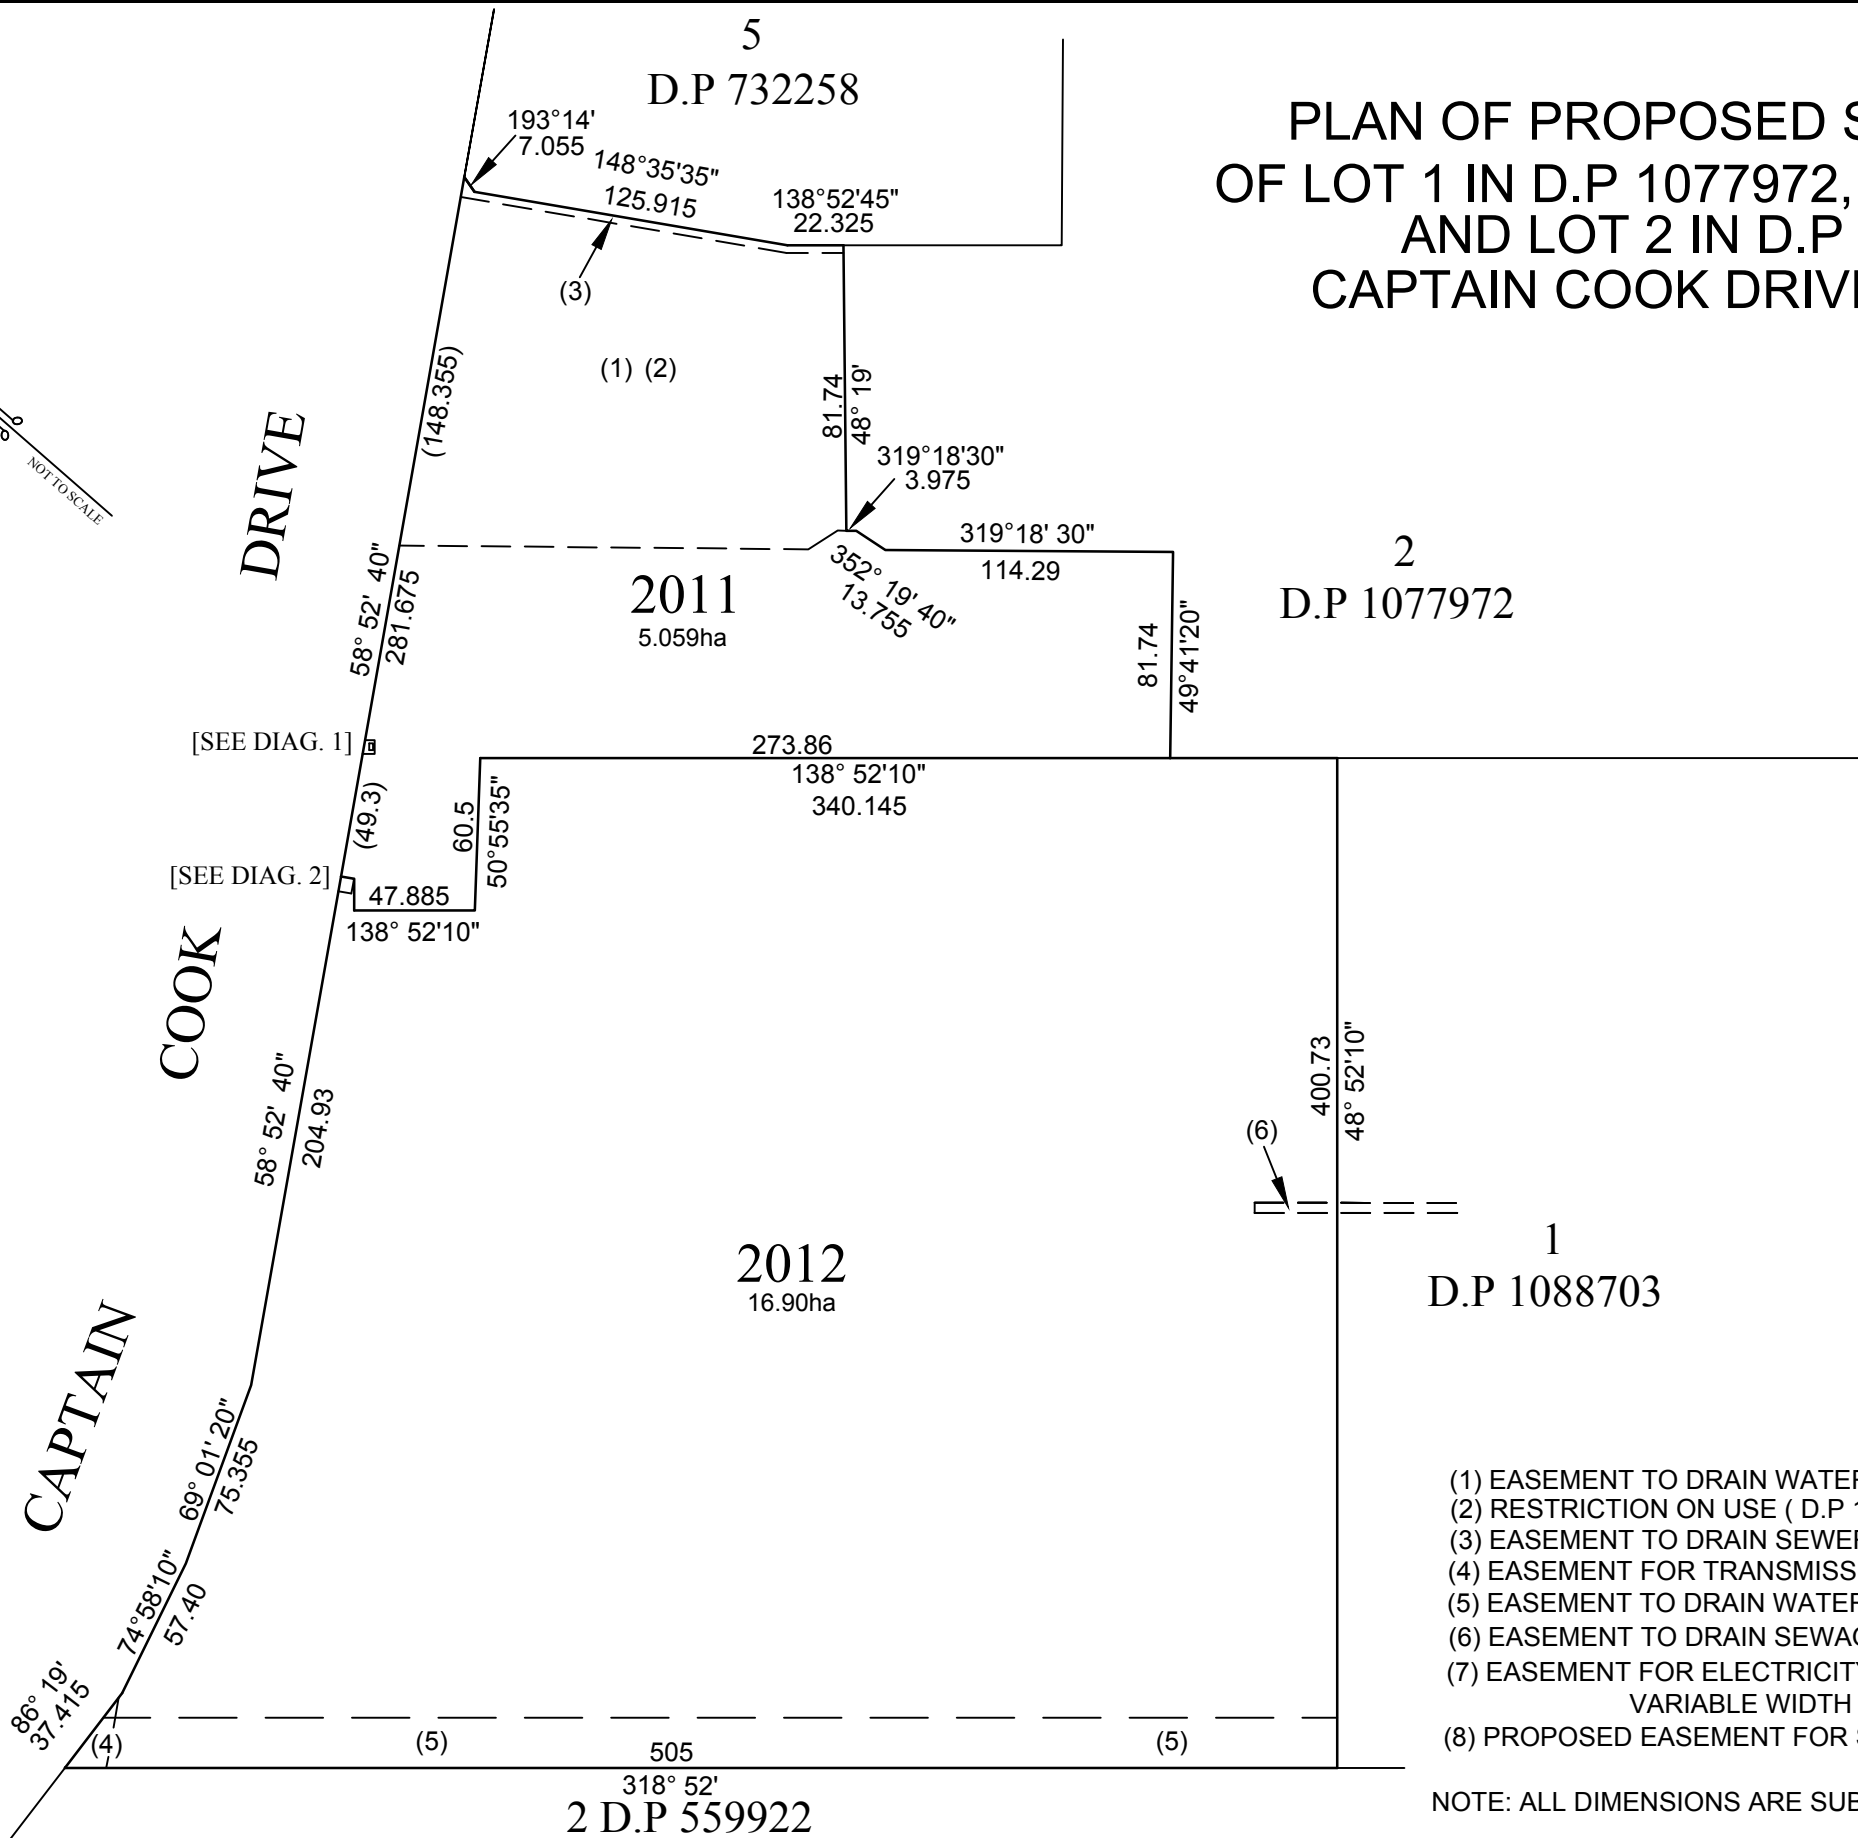 5
D.P 732258
PLAN OF PROPOSED
OF LOT 1 IN D.P 1077972,
AND LOT 2 IN D.P
CAPTAIN COOK
193°14'
7.055
148°35'35"
125.915
138°52'45"
22.325
(3)
(1) (2)
(148.355)
81.74
48° 19'
319°18'30"
3.975
NOT TO SCALE
DRIVE
319°18' 30"
114.29
352° 19' 40"
13.755
2
D.P 1077972
58° 52' 40"
281.675
2011
5.059ha
81.74
49°41'20"
[SEE DIAG. 1]
273.86
138° 52'10"
340.145
(49.3)
60.5
50°55'35"
[SEE DIAG. 2]
47.885
138° 52'10"
COOK
58° 52' 40"
204.93
400.73
48° 52'10"
(6)
2012
16.90ha
1
D.P 1088703
CAPTAIN
69° 01' 20"
75.355
74°58'10"
57.40
86° 19'
37.415
(4)
(5)
(5)
505
318° 52'
2 D.P 559922
(1) EASEMENT TO DRAIN WATER
(2) RESTRICTION ON USE ( D.P
(3) EASEMENT TO DRAIN
(4) EASEMENT FOR
(5) EASEMENT TO DRAIN WATER
(6) EASEMENT TO DRAIN
(7) EASEMENT FOR ELECTRICITY
VARIABLE WIDTH
(8) PROPOSED EASEMENT FOR
NOTE: ALL DIMENSIONS ARE